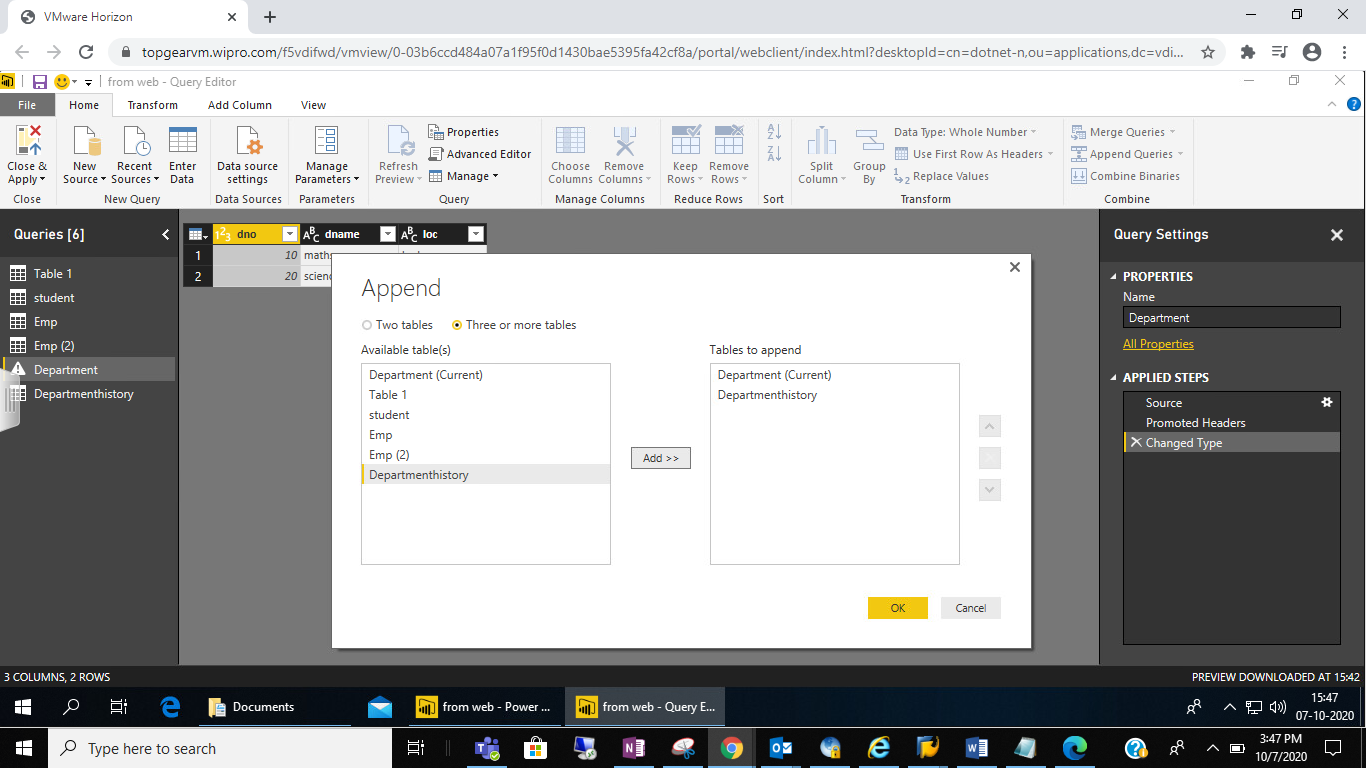 VMware Horizon
topgearvm.wipro.com/f5vdifwd/vmview/0-03b6ccd484a07a1f95f0d1430bae5395fa42cf8a/portal/webclient/index.html?desktopId=cn=dotnet-n,ou=applications,dc=vdi...
from web - Query Editor
File Home Transform Add Column View
Close & Apply
New Source
Recent Sources
Enter Data
Data source settings
Manage Parameters
Refresh Preview
Properties
Advanced Editor
Manage
Choose Columns
Remove Columns
Keep Rows
Remove Rows
Split Column
Group By
Data Type: Whole Number
Use First Row As Headers
Replace Values
Merge Queries
Append Queries
Combine Binaries
Close New Query Data Sources Parameters Query Manage Columns Reduce Rows Sort Transform Combine
Queries [6]
Table 1
student
Emp
Emp (2)
Department
Departmenthistory
dno dname loc
1 10 maths
2 20
Append
Two tables Three or more tables
Available table(s)
Department (Current)
Table 1
student
Emp
Emp (2)
Departmenthistory
Add >>
Tables to append
Department (Current)
Departmenthistory
OK Cancel
Query Settings
PROPERTIES
Name
Department
All Properties
APPLIED STEPS
Source
Promoted Headers
Changed Type
3 COLUMNS, 2 ROWS PREVIEW DOWNLOADED AT 15:42
Documents
from web - Power ...
from web - Query E...
15:47
07-10-2020
Type here to search
3:47 PM
10/7/2020